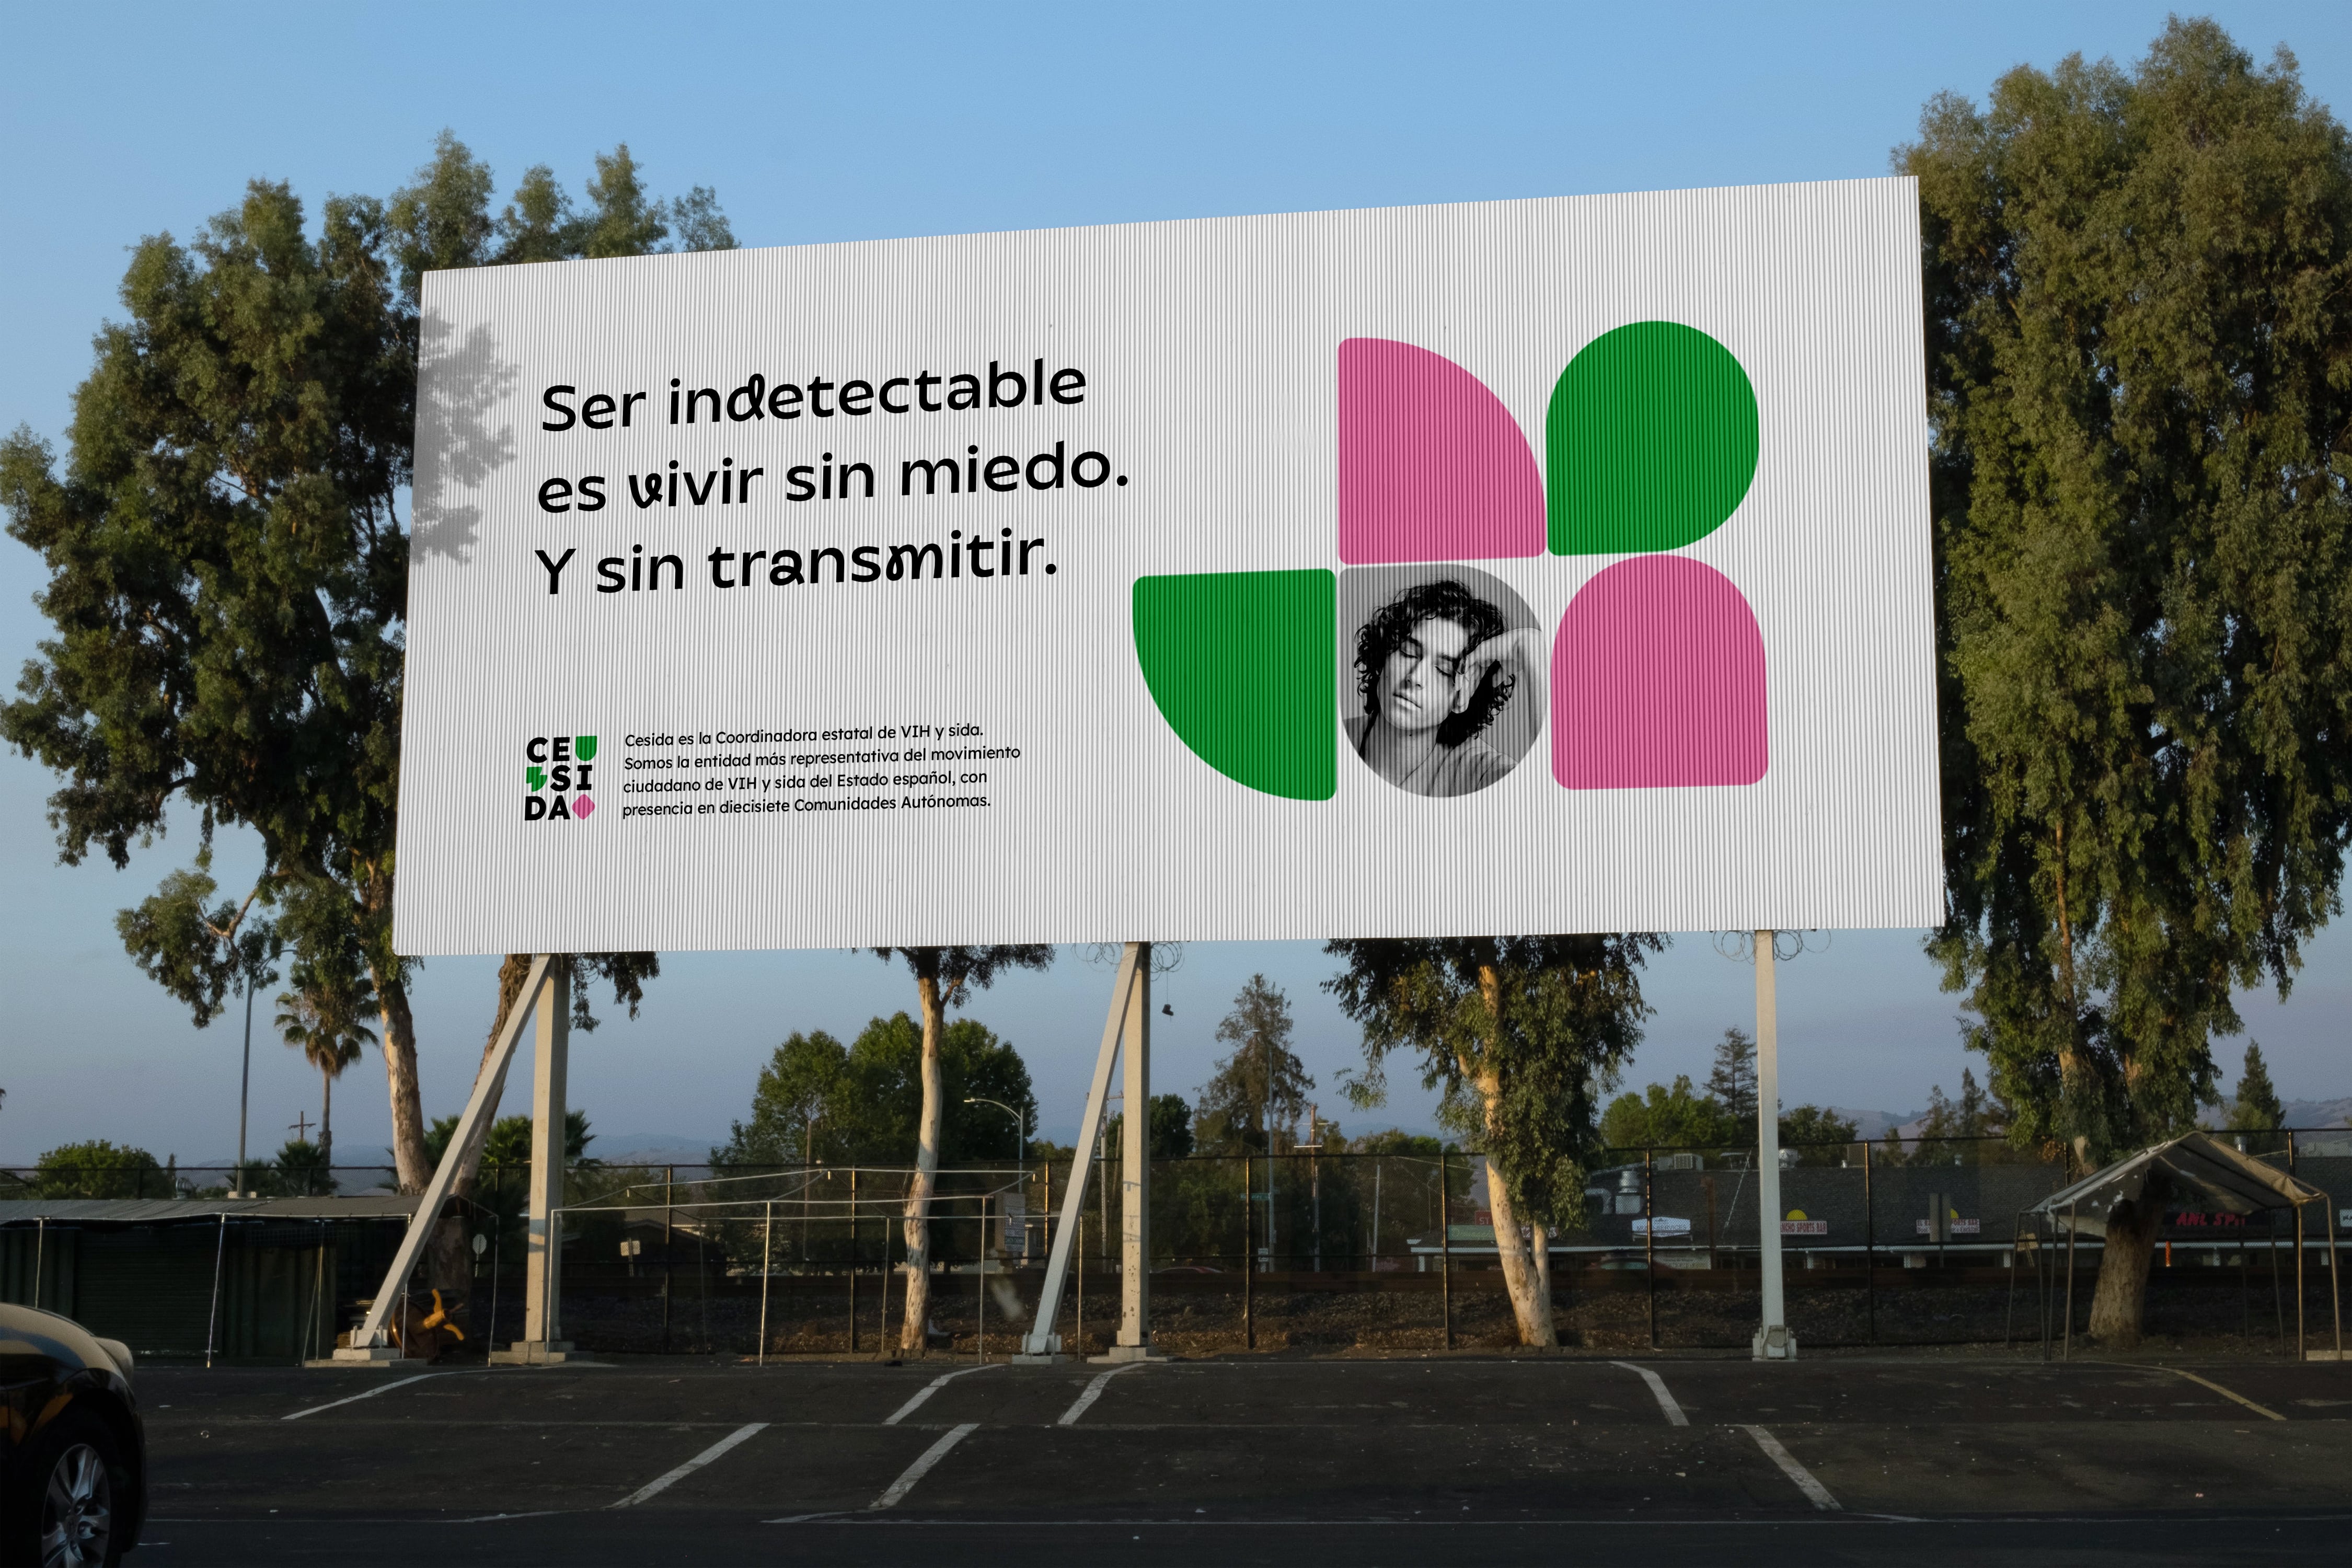 Ser indetectable
es vivir sin miedo.
Y sin transmitir.
CE
SI
DA
Cesida es la Coordinadora estatal de VIH y sida.
Somos la entidad más representativa del movimiento
ciudadano de VIH y sida del Estado español, con
presencia en diecisiete Comunidades Autónomas.
SPORTS BAR